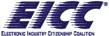 EICC
ELECTRONIC INDUSTRY CITIZENSHIP COALITION